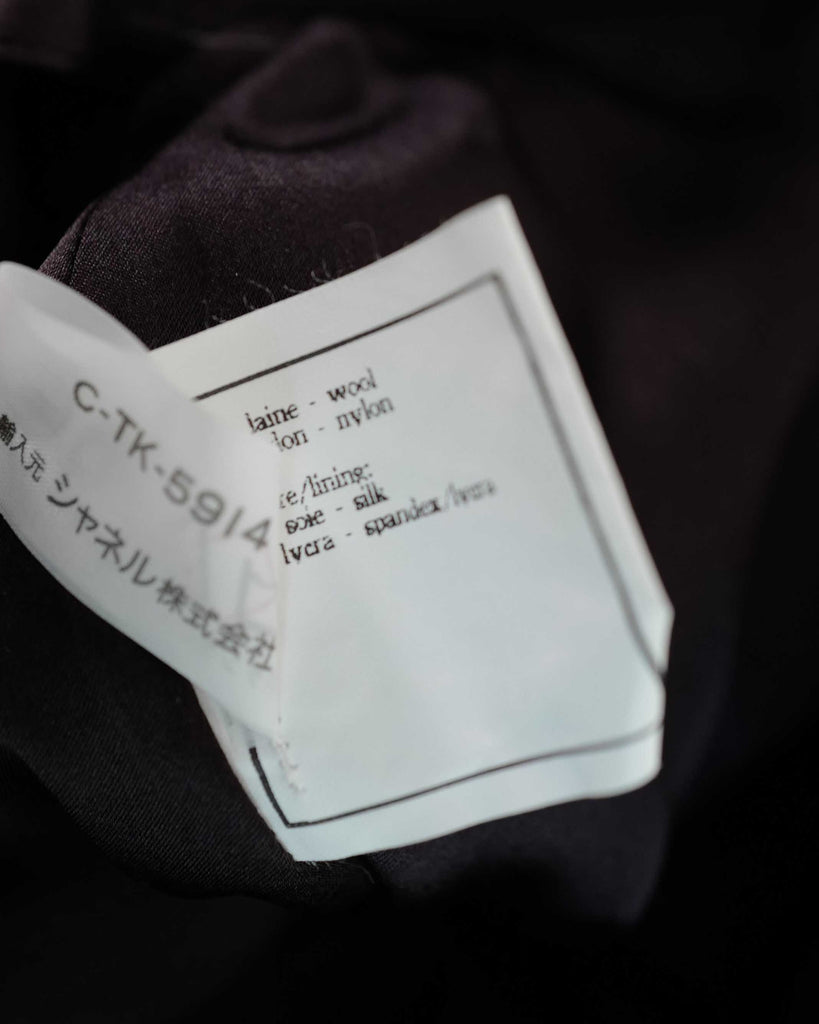 C-TK-5914
輸入元 シャネル株式会社
laine - wool
lon - nylon
re/lining:
soie - silk
lycra - spandex/lycra